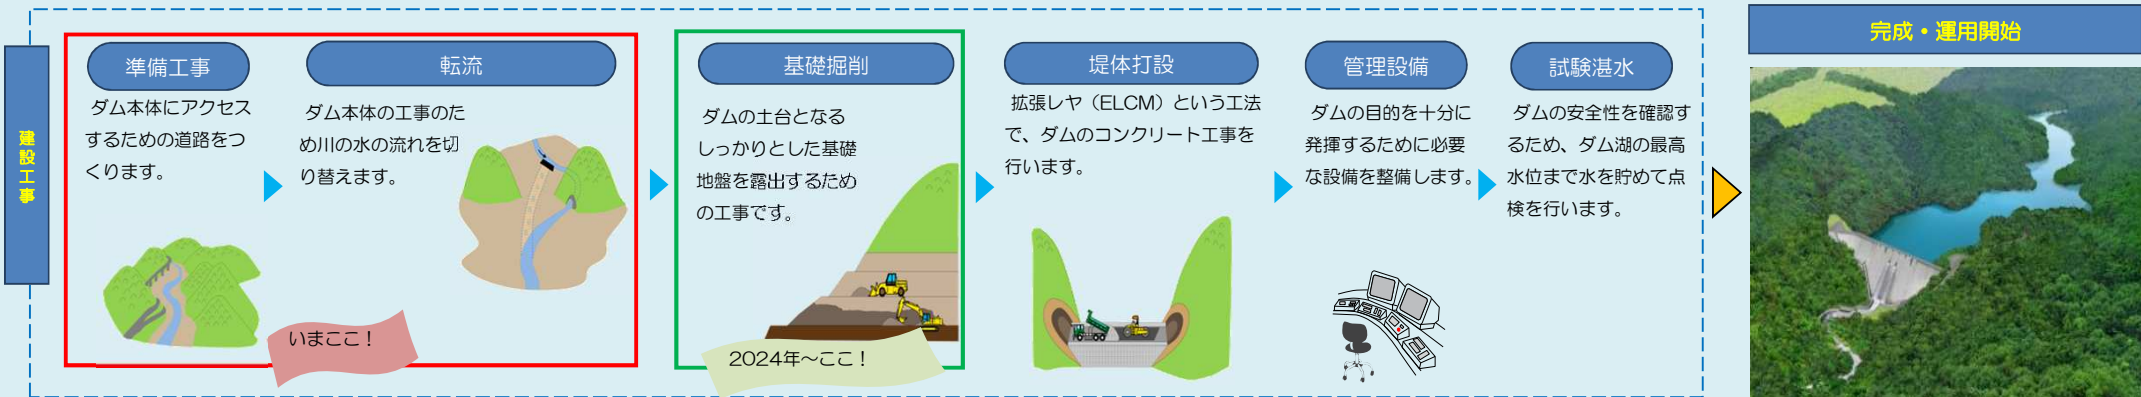 建設工事
準備工事
ダム本体にアクセス
するための道路をつ
くります。
転流
ダム本体の工事のた
め川の水の流れを切
り替えます。
いまここ！
基礎掘削
ダムの土台となる
しっかりとした基礎
地盤を露出するため
の工事です。
2024年～ここ！
堤体打設
拡張レヤ（ELCM）という工法
で、ダムのコンクリート工事を
行います。
管理設備
ダムの目的を十分に
発揮するために必要
な設備を整備します。
試験湛水
ダムの安全性を確認す
るため、ダム湖の最高
水位まで水を貯めて点
検を行います。
完成・運用開始